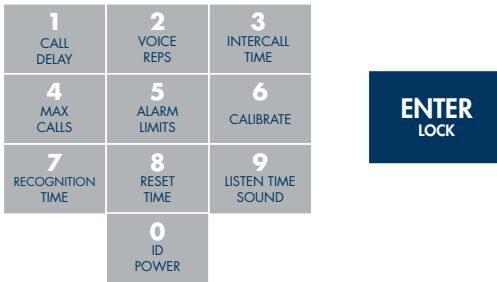 1
CALL
DELAY
2
VOICE
REPS
3
INTERCALL
TIME
4
MAX
CALLS
5
ALARM
LIMITS
6
CALIBRATE
7
RECOGNITION
TIME
8
RESET
TIME
9
LISTEN TIME
SOUND
0
ID
POWER
ENTER
LOCK